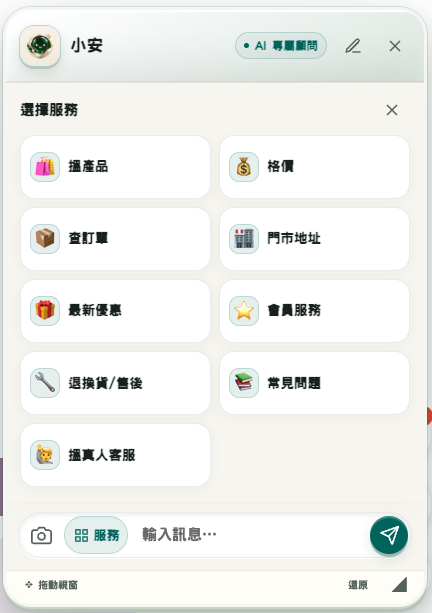 小安
AI 專屬顧問
選擇服務
搵產品
格價
查訂單
門市地址
最新優惠
會員服務
退換貨/售後
常見問題
搵真人客服
服務
輸入訊息…
拖動視窗
還原